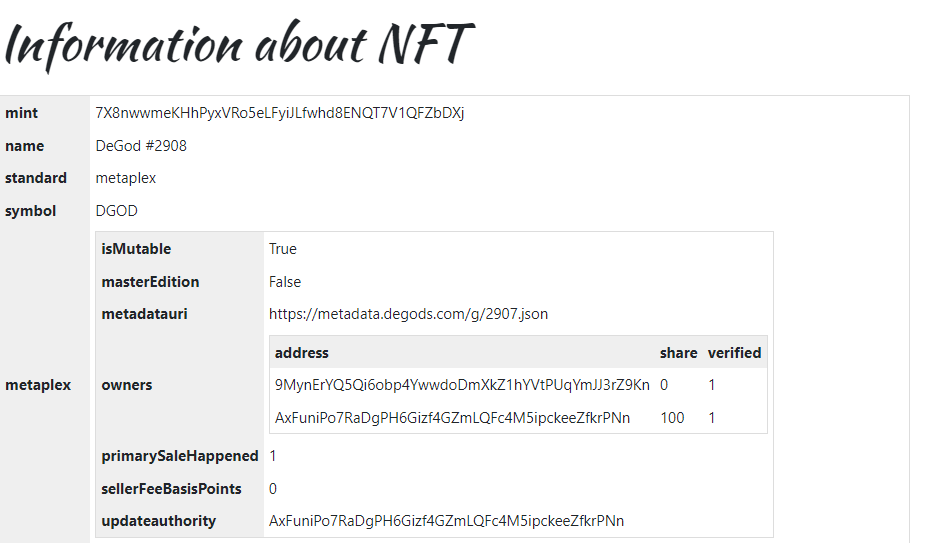 Information about NFT
mint 7X8nwwmeKHhPyxVRo5eLFyiJLfwhd8ENQT7V1QFZbDXj
name DeGod #2908
standard metaplex
symbol DGOD
isMutable True
masterEdition False
metadatauri https://metadata.degods.com/g/2907.json
address share verified
metaplex owners 9MynErYQ5Qi6obp4YwwdoDmXkZ1hYVtPUqYmJJ3rZ9Kn 0 1
AxFuniPo7RaDgPH6Gizf4GZmLQFc4M5ipckeeZfkrPNn 100 1
primarySaleHappened 1
sellerFeeBasisPoints 0
updateauthority AxFuniPo7RaDgPH6Gizf4GZmLQFc4M5ipckeeZfkrPNn